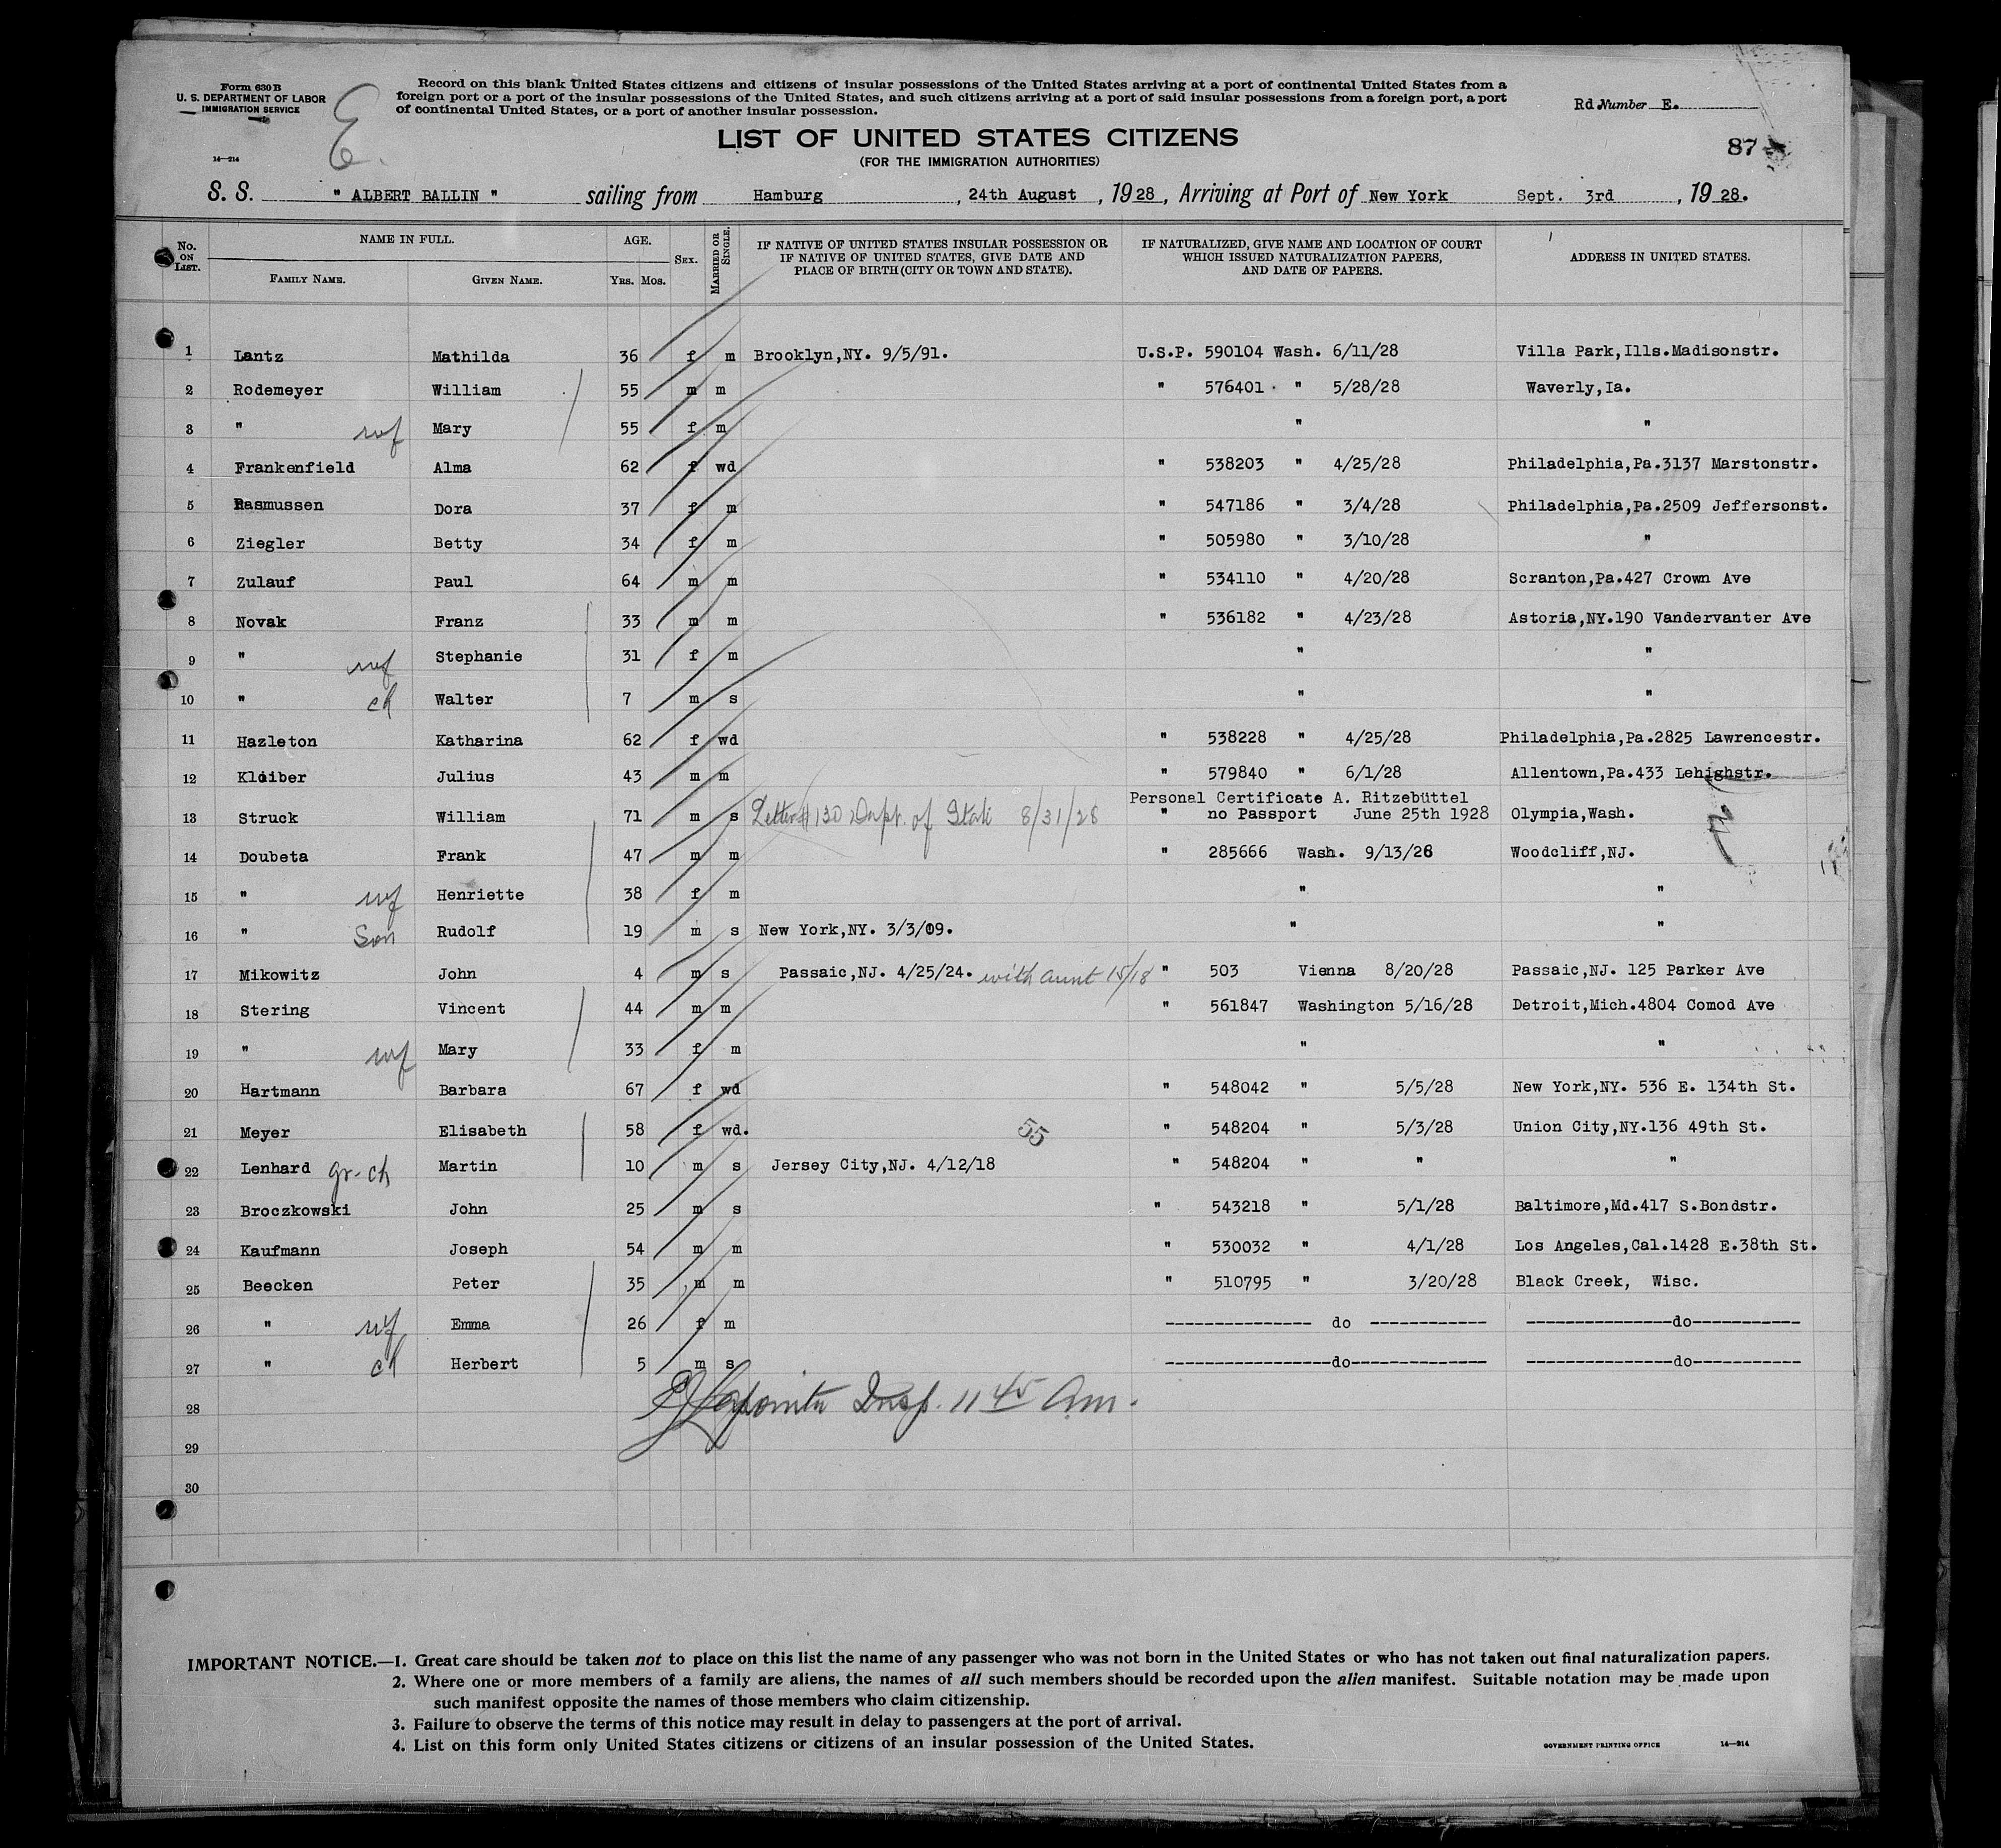 Form 630 B
U. S. DEPARTMENT OF LABOR
IMMIGRATION SERVICE
14—214
E.
Record on this blank United States citizens and citizens of insular possessions of the United States arriving at a port of continental United States from a
foreign port or a port of the insular possessions of the United States, and such citizens arriving at a port of said insular possessions from a foreign port, a port
of continental United States, or a port of another insular possession.
Rd Number E.
LIST OF UNITED STATES CITIZENS
(FOR THE IMMIGRATION AUTHORITIES)
87
S. S. " ALBERT BALLIN " sailing from Hamburg , 24th August , 1928, Arriving at Port of New York Sept. 3rd , 1928.
No. ON LIST. NAME IN FULL. FAMILY NAME. GIVEN NAME. AGE. YRS. MOS. SEX. MARRIED OR SINGLE. IF NATIVE OF UNITED STATES INSULAR POSSESSION OR IF NATIVE OF UNITED STATES, GIVE DATE AND PLACE OF BIRTH (CITY OR TOWN AND STATE). IF NATURALIZED, GIVE NAME AND LOCATION OF COURT WHICH ISSUED NATURALIZATION PAPERS, AND DATE OF PAPERS. ADDRESS IN UNITED STATES.
1 Lantz Mathilda 36 f m Brooklyn,NY. 9/5/91. U.S.P. 590104 Wash. 6/11/28 Villa Park,Ills.Madisonstr.
2 Rodemeyer William 55 m m " 576401 " 5/28/28 Waverly,Ia.
3 " wf Mary 55 f m " "
4 Frankenfield Alma 62 f wd " 538203 " 4/25/28 Philadelphia,Pa.3137 Marstonstr.
5 Rasmussen Dora 37 f m " 547186 " 3/4/28 Philadelphia,Pa.2509 Jeffersonst.
6 Ziegler Betty 34 f m " 505980 " 3/10/28 "
7 Zulauf Paul 64 m m " 534110 " 4/20/28 Scranton,Pa.427 Crown Ave
8 Novak Franz 33 m m " 536182 " 4/23/28 Astoria,NY.190 Vandervanter Ave
9 " wf Stephanie 31 f m " "
10 " ch Walter 7 m s " "
11 Hazleton Katharina 62 f wd " 538228 " 4/25/28 Philadelphia,Pa.2825 Lawrencestr.
12 Kleiber Julius 43 m m " 579840 " 6/1/28 Allentown,Pa.433 Lehighstr.
13 Struck William 71 m s Letter # 130 Dept. of State 8/31/28 Personal Certificate A. Ritzebüttel
" no Passport June 25th 1928 Olympia,Wash.
14 Doubeta Frank 47 m m " 285666 Wash. 9/13/26 Woodcliff,NJ.
15 " wf Henriette 38 f m " "
16 " Son Rudolf 19 m s New York,NY. 3/3/09. " "
17 Mikowitz John 4 m s Passaic,NJ. 4/25/24. with aunt 15/18 " 503 Vienna 8/20/28 Passaic,NJ. 125 Parker Ave
18 Stering Vincent 44 m m " 561847 Washington 5/16/28 Detroit,Mich.4804 Comod Ave
19 " wf Mary 33 f m " "
20 Hartmann Barbara 67 f wd " 548042 " 5/5/28 New York,NY. 536 E. 134th St.
21 Meyer Elisabeth 58 f wd. 55 " 548204 " 5/3/28 Union City,NY.136 49th St.
22 Lenhard gr-ch Martin 10 m s Jersey City,NJ. 4/12/18 " 548204 " " "
23 Broczkowski John 25 m s " 543218 " 5/1/28 Baltimore,Md.417 S.Bondstr.
24 Kaufmann Joseph 54 m m " 530032 " 4/1/28 Los Angeles,Cal.1428 E.38th St.
25 Beecken Peter 35 m m " 510795 " 3/20/28 Black Creek, Wisc.
26 " wf Emma 26 f m --------------- do ------------ ---------------do-----------
27 " ch Herbert 5 m s -----------------do-------------- ---------------do-----------
28 Insp. 11 45 Am.
29
30
IMPORTANT NOTICE.—1. Great care should be taken not to place on this list the name of any passenger who was not born in the United States or who has not taken out final naturalization papers.
2. Where one or more members of a family are aliens, the names of all such members should be recorded upon the alien manifest. Suitable notation may be made upon
such manifest opposite the names of those members who claim citizenship.
3. Failure to observe the terms of this notice may result in delay to passengers at the port of arrival.
4. List on this form only United States citizens or citizens of an insular possession of the United States.
GOVERNMENT PRINTING OFFICE 14—214